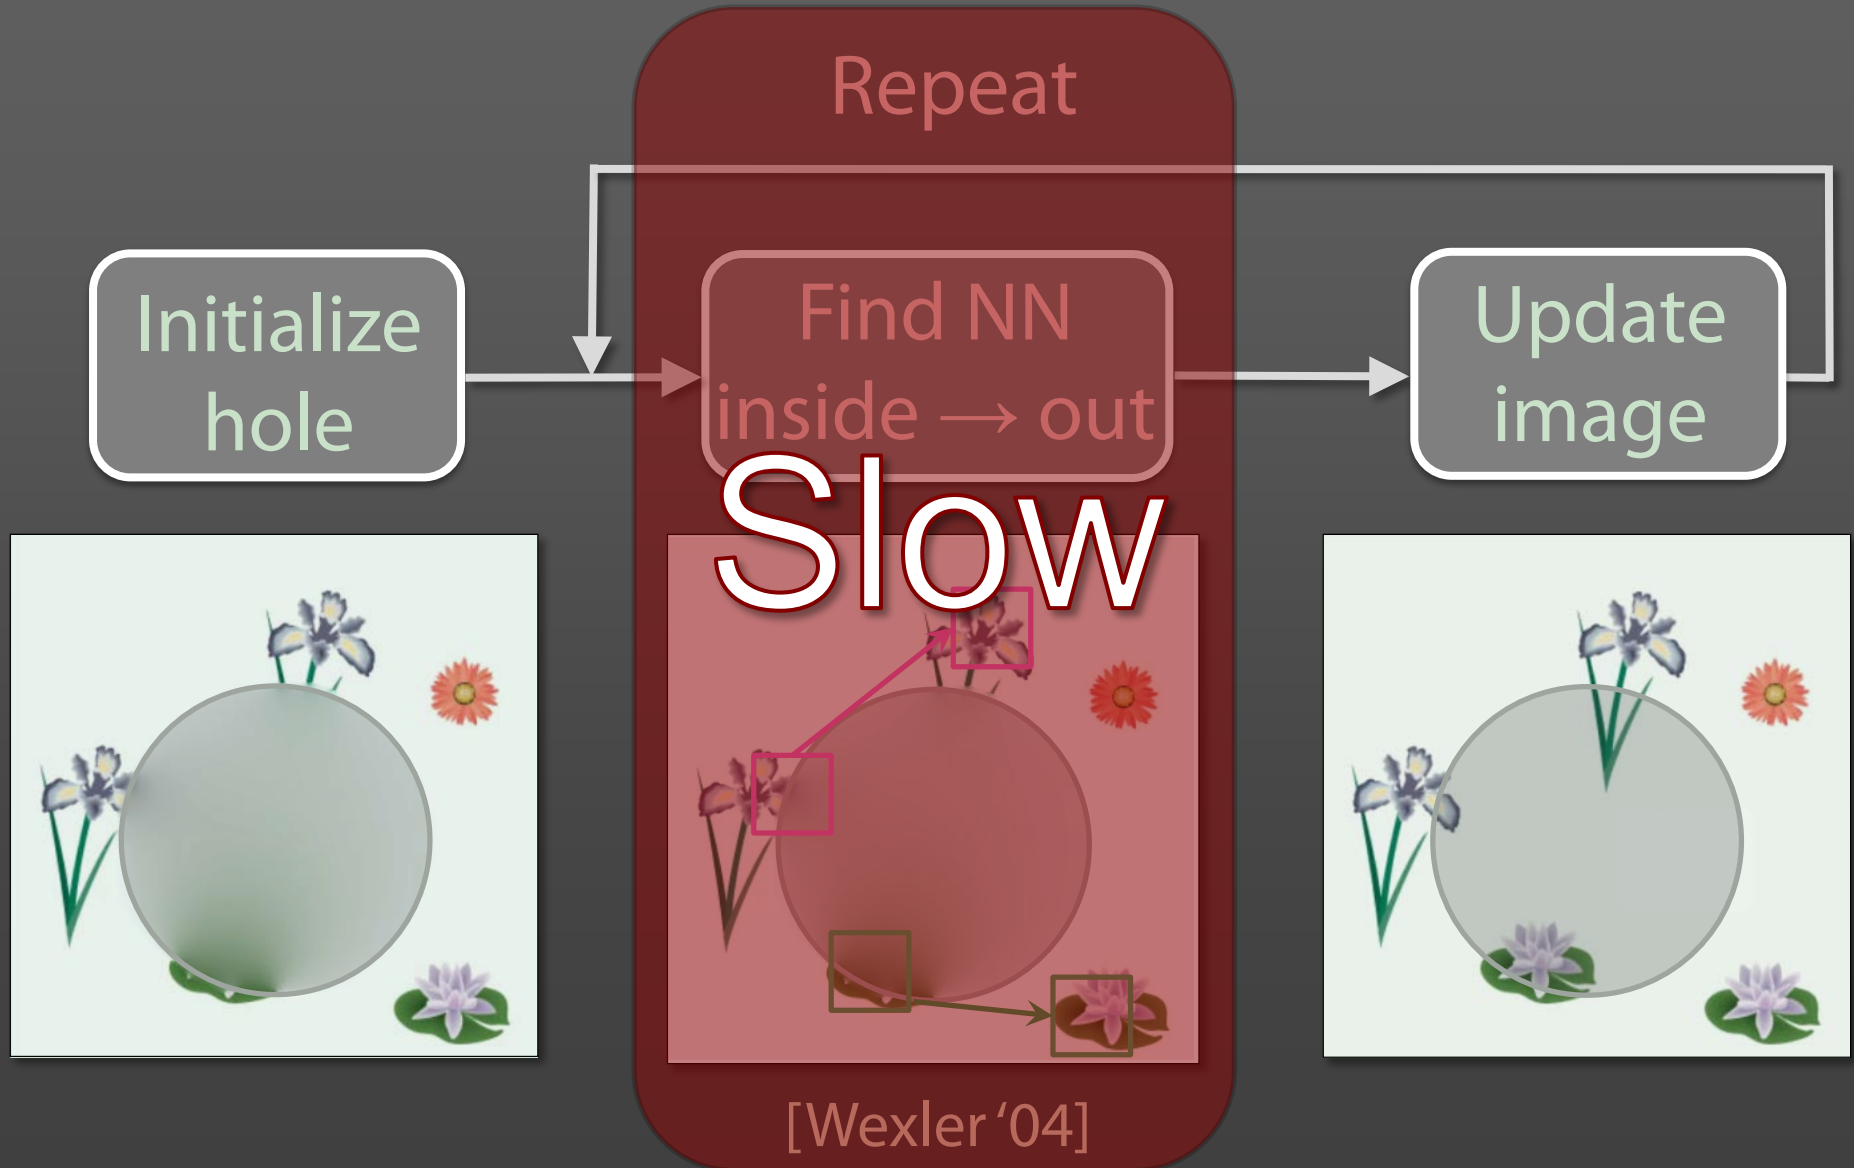 Repeat
Initialize
hole
Find NN
inside → out
Update
image
Slow
[Wexler ‘04]